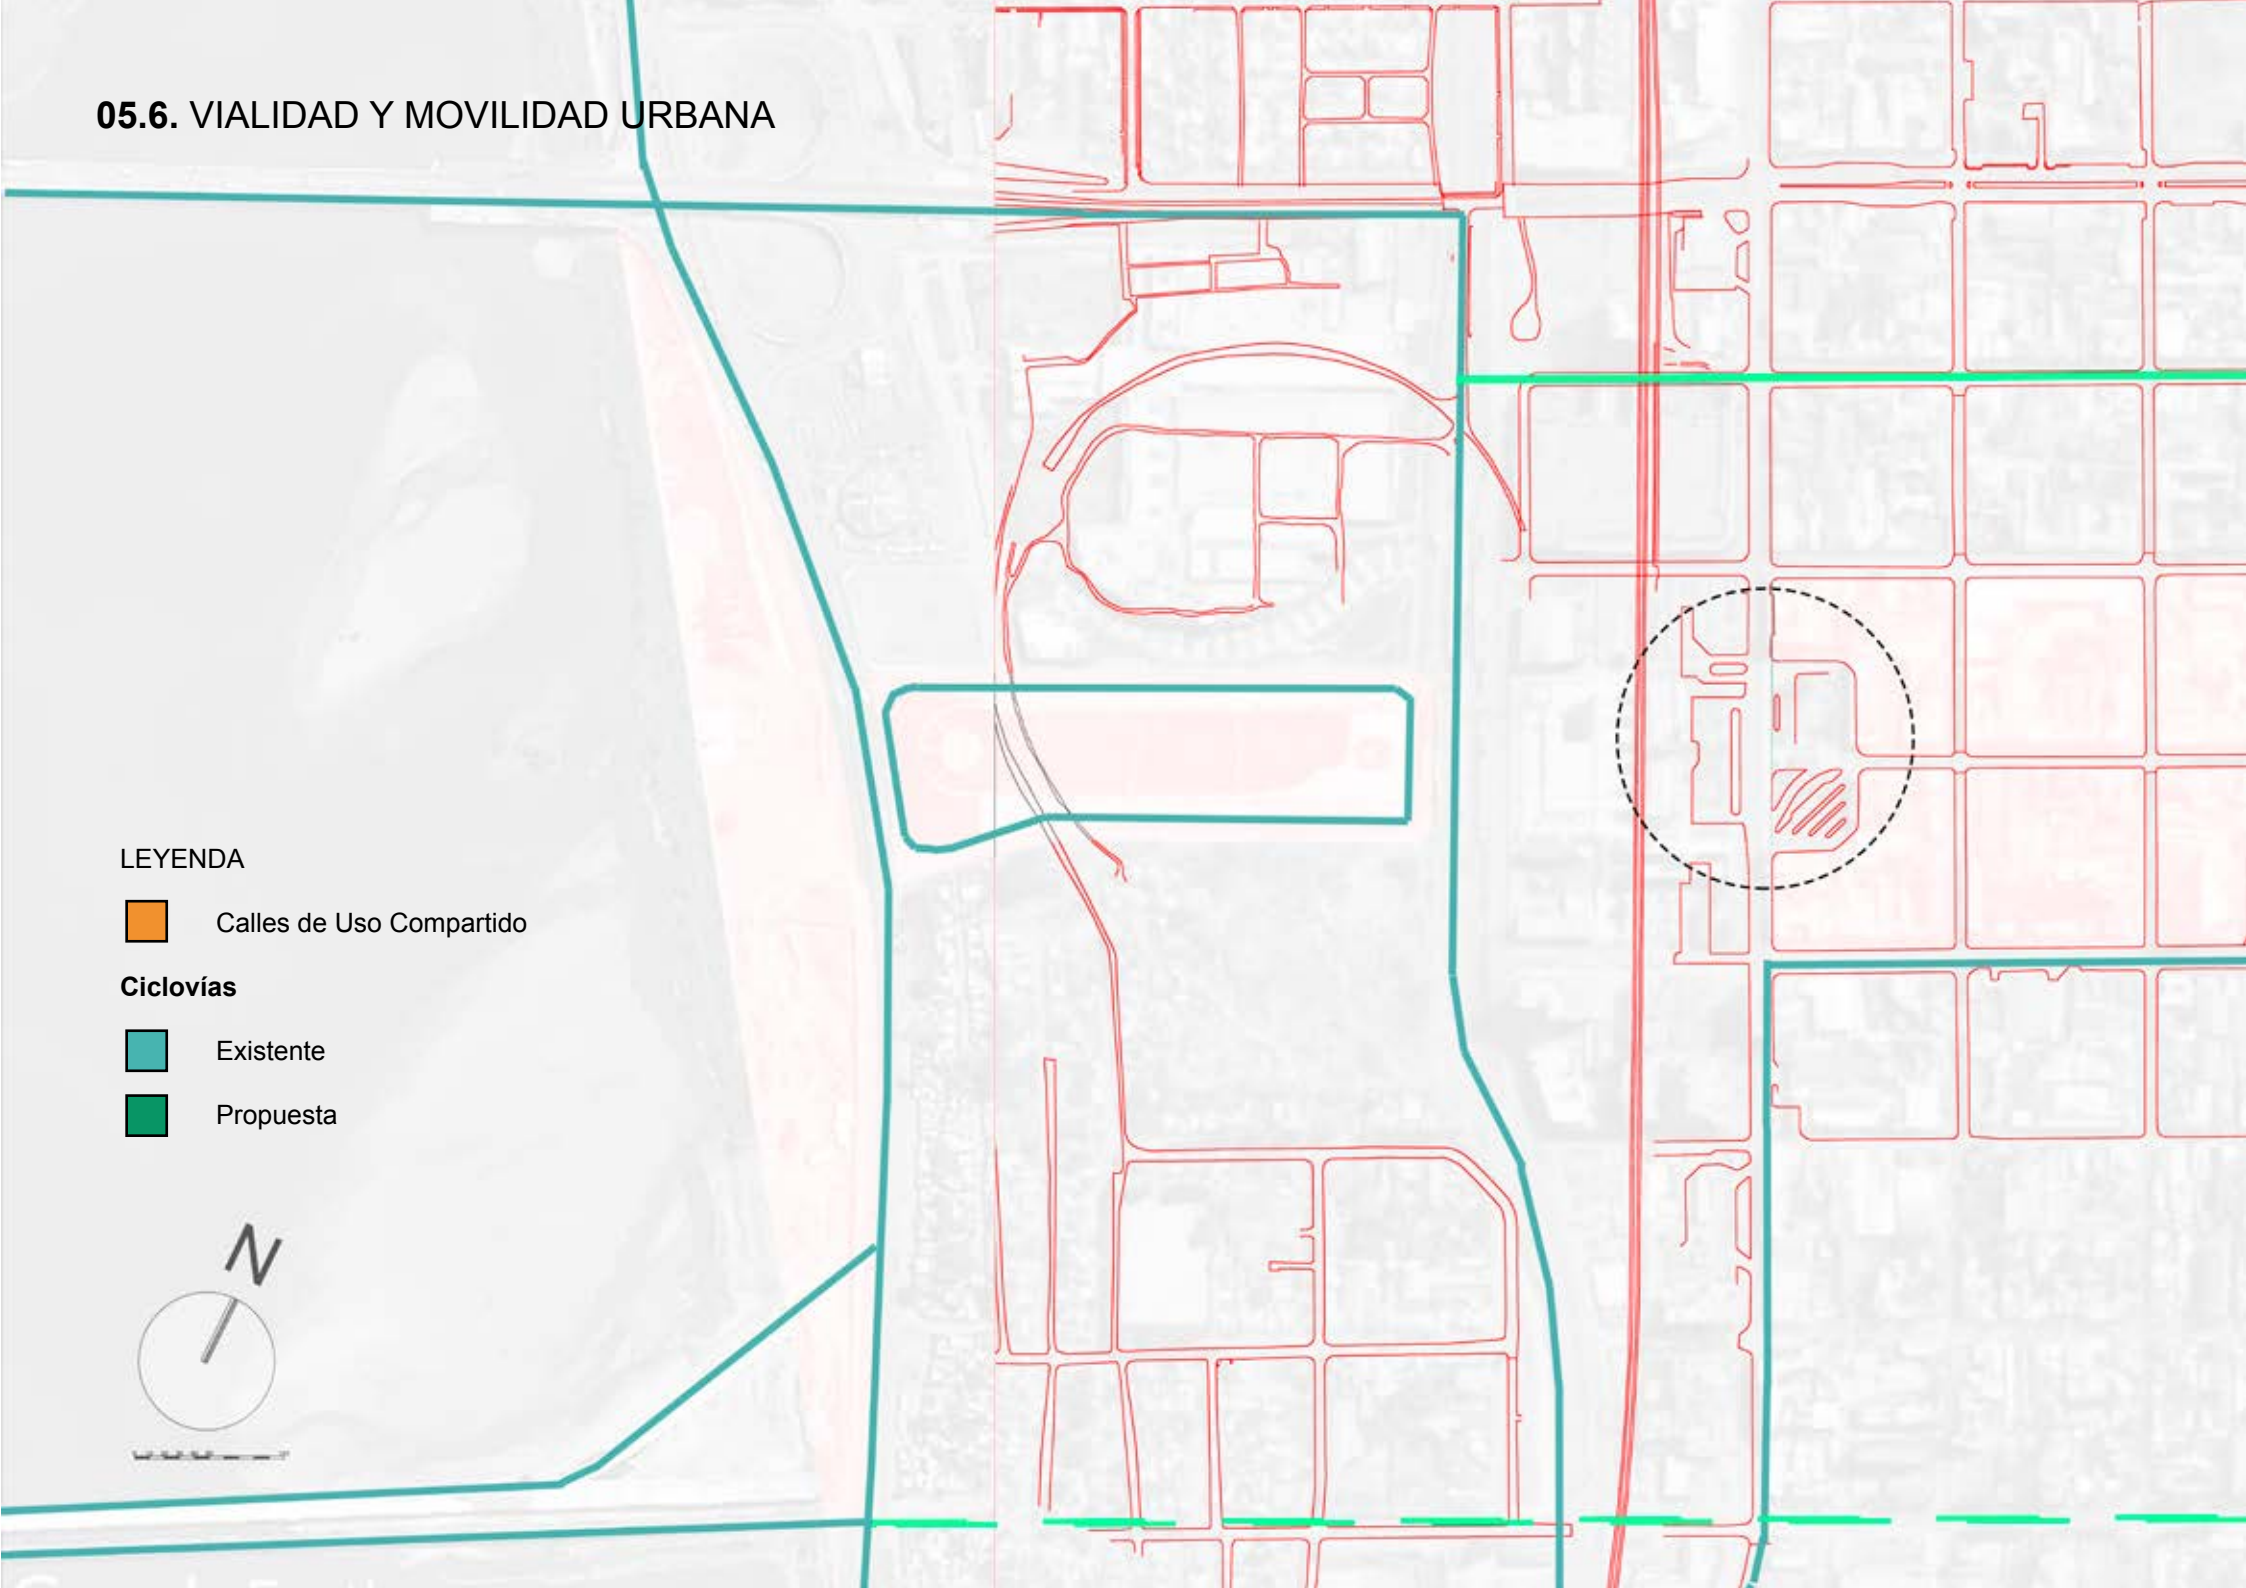 05.6. VIALIDAD Y MOVILIDAD URBANA
LEYENDA
Calles de Uso Compartido
Ciclovías
Existente
Propuesta
N